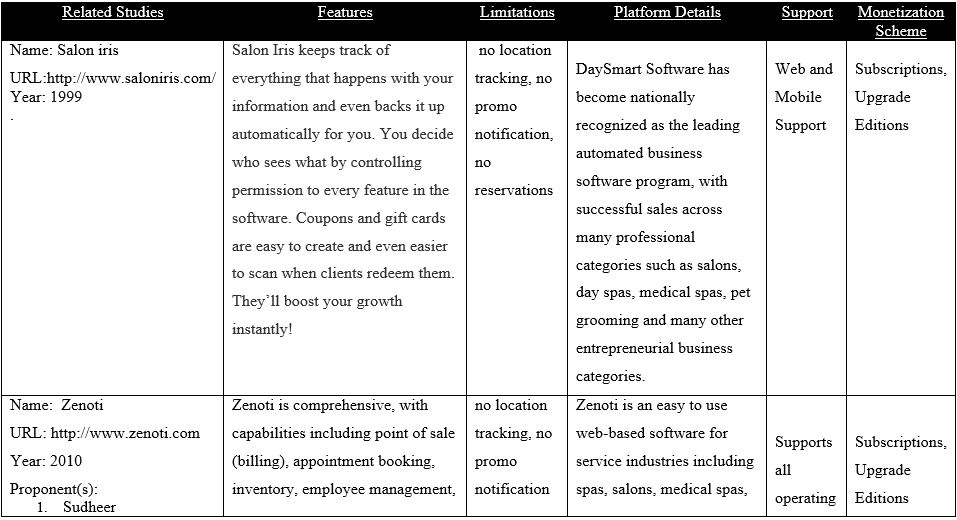 Related Studies
Features
Limitations
Platform Details
Support
Monetization
Scheme
Name: Salon iris
URL:http://www.saloniris.com/
Year: 1999
.
Salon Iris keeps track of
everything that happens with your
information and even backs it up
automatically for you. You decide
who sees what by controlling
permission to every feature in the
software. Coupons and gift cards
are easy to create and even easier
to scan when clients redeem them.
They’ll boost your growth
instantly!
no location
tracking, no
promo
notification,
no
reservations
DaySmart Software has
become nationally
recognized as the leading
automated business
software program, with
successful sales across
many professional
categories such as salons,
day spas, medical spas, pet
grooming and many other
entrepreneurial business
categories.
Web and
Mobile
Support
Subscriptions,
Upgrade
Editions
Name:  Zenoti
URL: http://www.zenoti.com
Year: 2010
Proponent(s):
1. Sudheer
Zenoti is comprehensive, with
capabilities including point of sale
(billing), appointment booking,
inventory, employee management,
no location
tracking, no
promo
notification
Zenoti is an easy to use
web-based software for
service industries including
spas, salons, medical spas,
Supports
all
operating
Subscriptions,
Upgrade
Editions